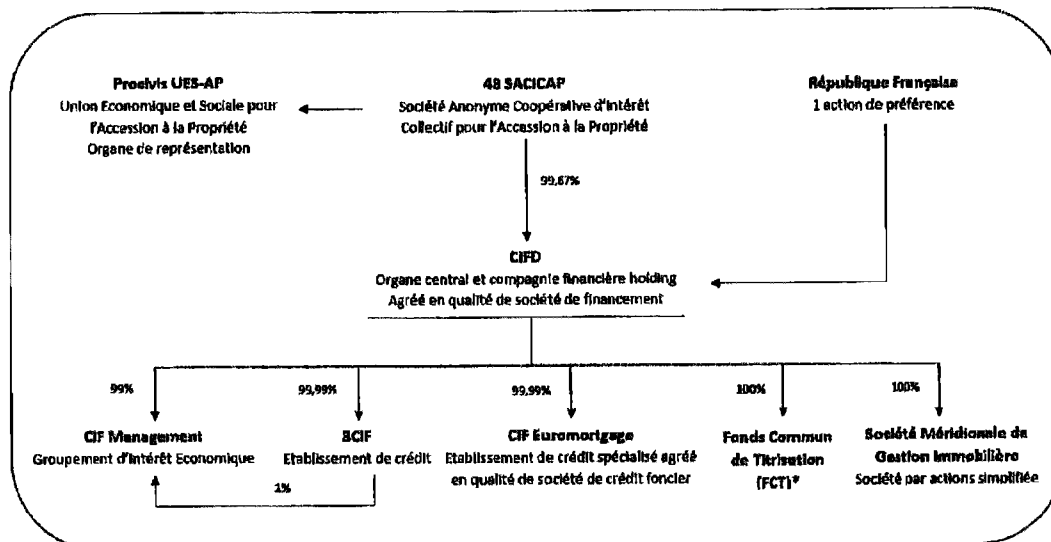 Procivis UES-AP
Union Economique et Sociale pour
l'Accession à la Propriété
Organe de représentation
48 SACICAP
Société Anonyme Coopérative d'Intérêt
Collectif pour l'Accession à la Propriété
République Française
1 action de préférence
99,67%
CIFD
Organe central et compagnie financière holding
Agréé en qualité de société de financement
99%
99,99%
99,99%
100%
100%
CIF Management
Groupement d'Intérêt Economique
BCIF
Etablissement de crédit
CIF Euromortgage
Etablissement de crédit spécialisé agréé
en qualité de société de crédit foncier
Fonds Commun
de Titrisation
(FCT)*
Société Méridionale de
Gestion Immobilière
Société par actions simplifiée
1%